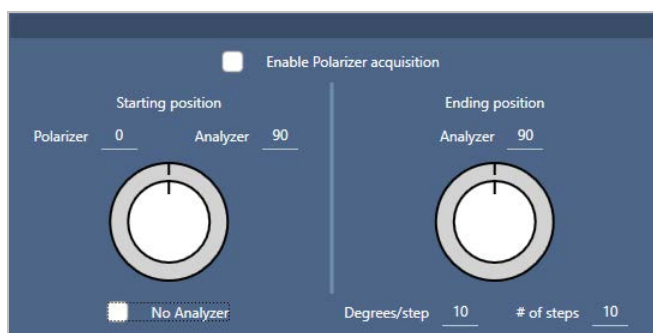 Enable Polarizer acquisition
Starting position
Polarizer 0 Analyzer 90
No Analyzer
Ending position
Analyzer 90
Degrees/step 10 # of steps 10